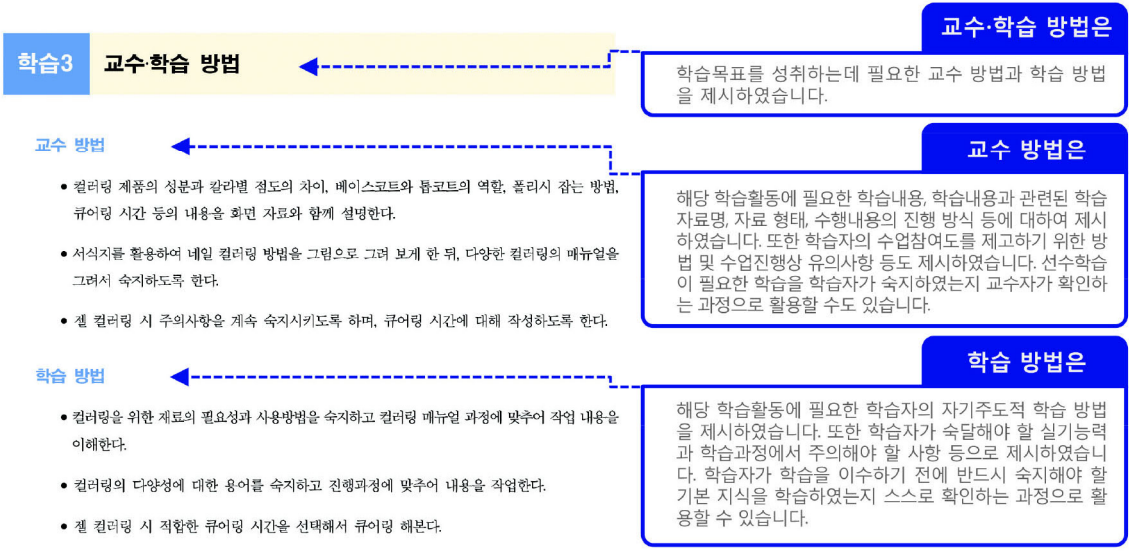 학습3 교수·학습 방법
교수 방법
• 컬러링 제품의 성분과 칼라별 점도의 차이, 베이스코트와 톱코트의 역할, 폴리시 잡는 방법,
큐어링 시간 등의 내용을 화면 자료와 함께 설명한다.
• 서식지를 활용하여 네일 컬러링 방법을 그림으로 그려 보게 한 뒤, 다양한 컬러링의 매뉴얼을
그려서 숙지하도록 한다.
• 젤 컬러링 시 주의사항을 계속 숙지시키도록 하며, 큐어링 시간에 대해 작성하도록 한다.
학습 방법
• 컬러링을 위한 재료의 필요성과 사용방법을 숙지하고 컬러링 매뉴얼 과정에 맞추어 작업 내용을
이해한다.
• 컬러링의 다양성에 대한 용어를 숙지하고 진행과정에 맞추어 내용을 작업한다.
• 젤 컬러링 시 적합한 큐어링 시간을 선택해서 큐어링 해본다.
교수·학습 방법은
학습목표를 성취하는데 필요한 교수 방법과 학습 방법
을 제시하였습니다.
교수 방법은
해당 학습활동에 필요한 학습내용, 학습내용과 관련된 학습
자료명, 자료 형태, 수행내용의 진행 방식 등에 대하여 제시
하였습니다. 또한 학습자의 수업참여도를 제고하기 위한 방
법 및 수업진행상 유의사항 등도 제시하였습니다. 선수학습
이 필요한 학습을 학습자가 숙지하였는지 교수자가 확인하
는 과정으로 활용할 수도 있습니다.
학습 방법은
해당 학습활동에 필요한 학습자의 자기주도적 학습 방법
을 제시하였습니다. 또한 학습자가 숙달해야 할 실기능력
과 학습과정에서 주의해야 할 사항 등으로 제시하였습니
다. 학습자가 학습을 이수하기 전에 반드시 숙지해야 할
기본 지식을 학습하였는지 스스로 확인하는 과정으로 활
용할 수 있습니다.